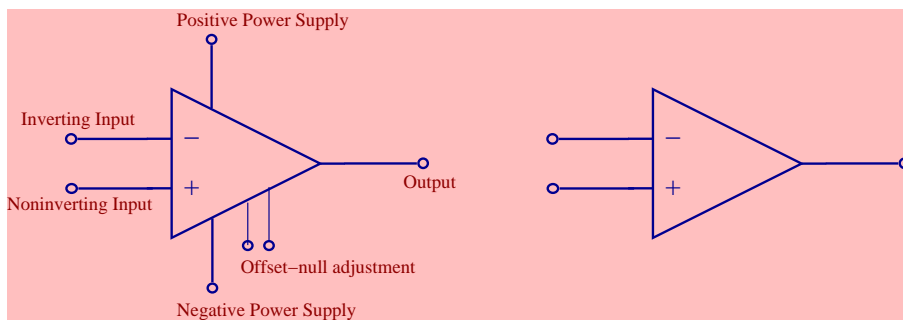 Positive Power Supply
Inverting Input
−
−
Output
Noninverting Input
+
+
Offset−null adjustment
Negative Power Supply